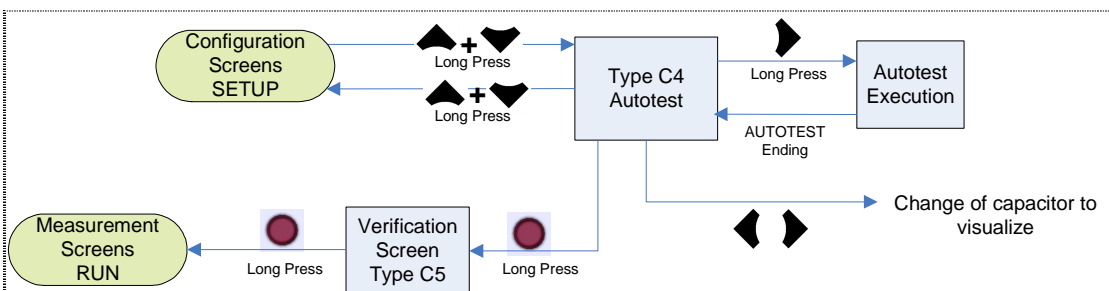 Configuration
Screens
SETUP
+
Long Press
+
Long Press
Type C4
Autotest
Long Press
Autotest
Execution
AUTOTEST
Ending
Change of capacitor to
visualize
Measurement
Screens
RUN
Long Press
Verification
Screen
Type C5
Long Press